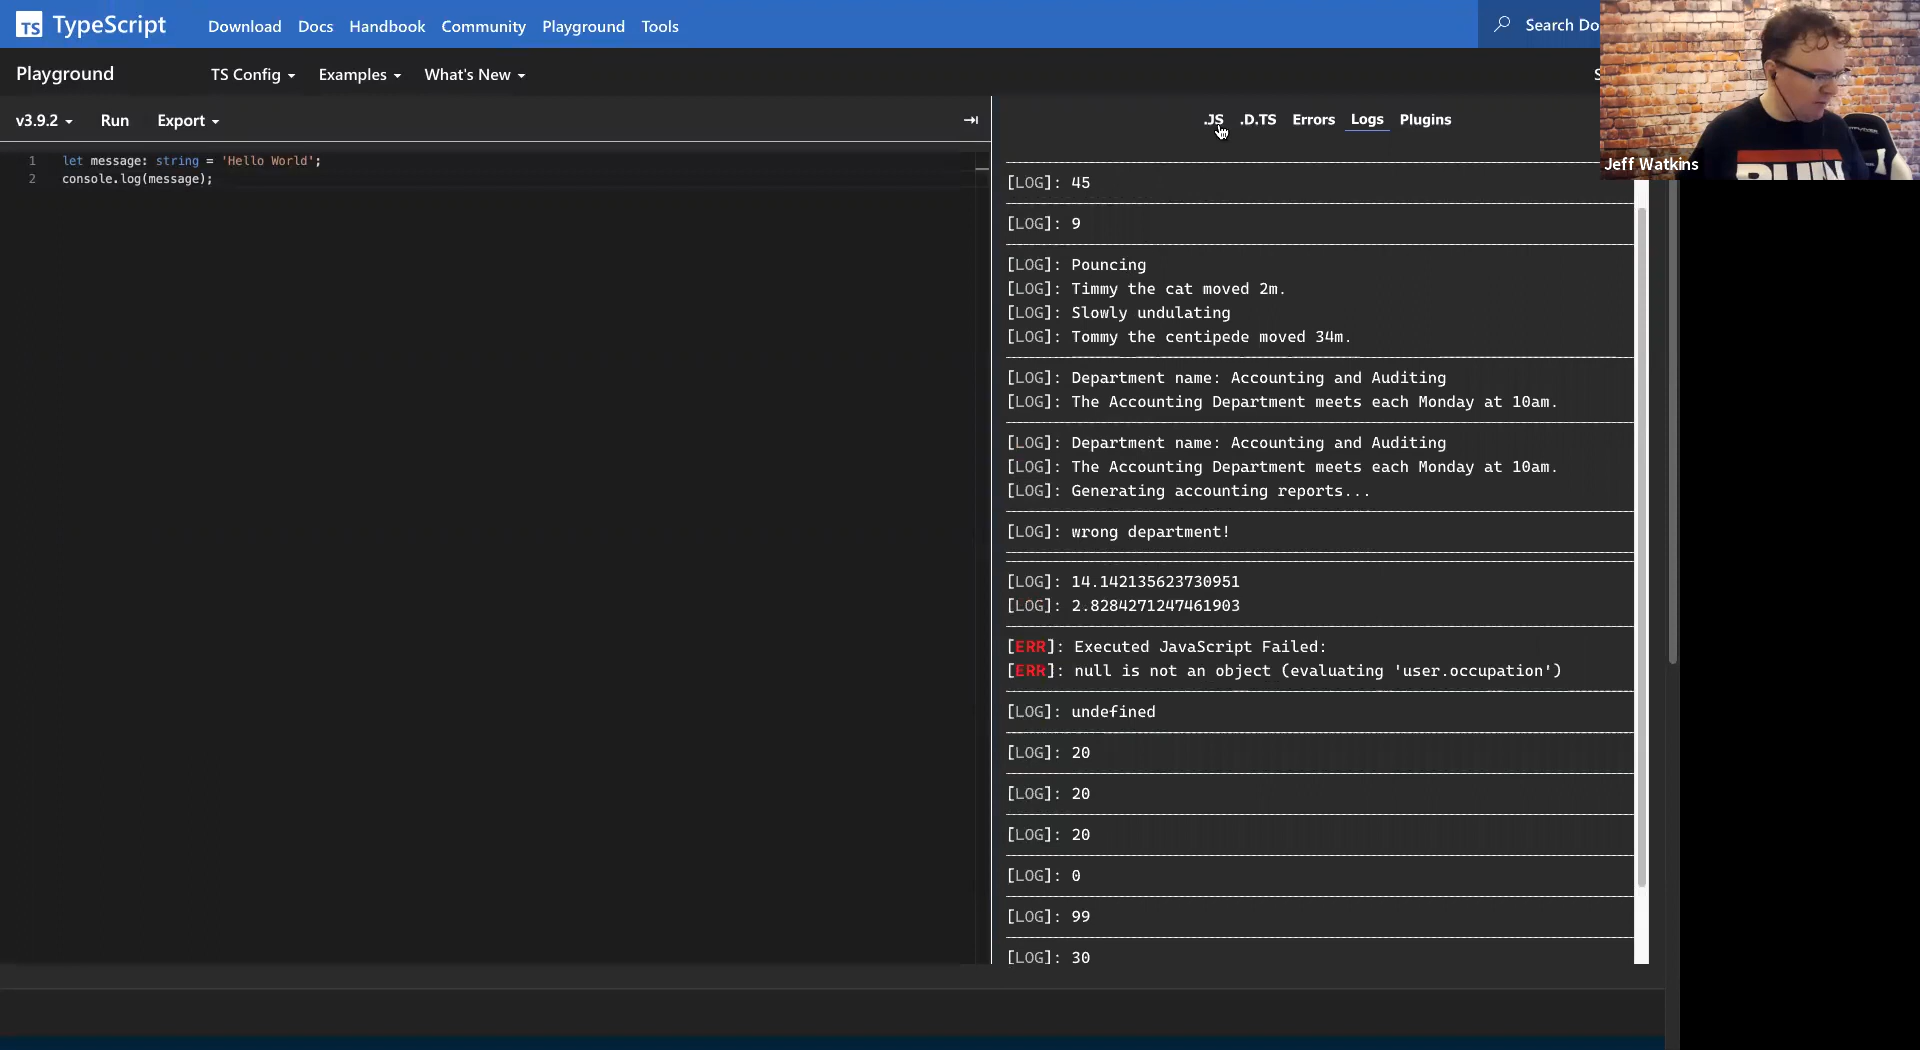 TS TypeScript Download Docs Handbook Community Playground Tools Search Do
Playground TS Config Examples What's New
v3.9.2 Run Export .JS .D.TS Errors Logs Plugins
Jeff Watkins
RUN
1 let message: string = 'Hello World';
2 console.log(message);
[LOG]: 45
[LOG]: 9
[LOG]: Pouncing
[LOG]: Timmy the cat moved 2m.
[LOG]: Slowly undulating
[LOG]: Tommy the centipede moved 34m.
[LOG]: Department name: Accounting and Auditing
[LOG]: The Accounting Department meets each Monday at 10am.
[LOG]: Department name: Accounting and Auditing
[LOG]: The Accounting Department meets each Monday at 10am.
[LOG]: Generating accounting reports...
[LOG]: wrong department!
[LOG]: 14.142135623730951
[LOG]: 2.8284271247461903
[ERR]: Executed JavaScript Failed:
[ERR]: null is not an object (evaluating 'user.occupation')
[LOG]: undefined
[LOG]: 20
[LOG]: 20
[LOG]: 20
[LOG]: 0
[LOG]: 99
[LOG]: 30